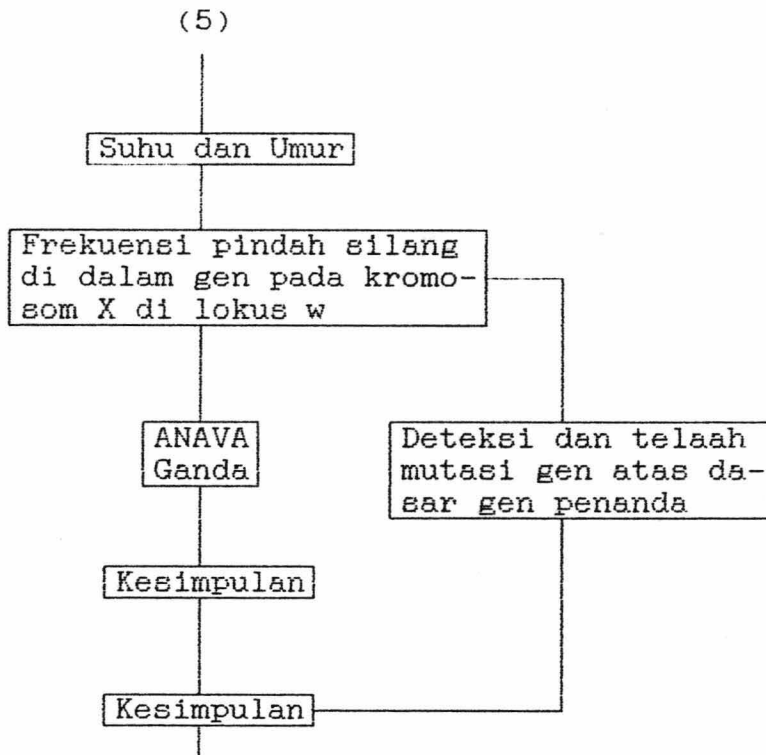 (5)
Suhu dan Umur
Frekuensi pindah silang
di dalam gen pada kromo-
som X di lokus w
ANAVA
Ganda
Deteksi dan telaah
mutasi gen atas da-
sar gen penanda
Kesimpulan
Kesimpulan